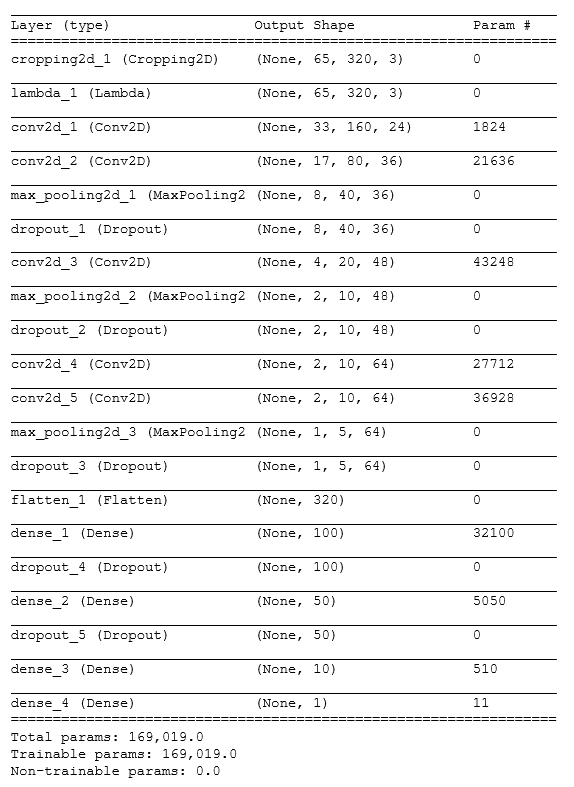 Layer (type) Output Shape Param #
cropping2d_1 (Cropping2D) (None, 65, 320, 3) 0
lambda_1 (Lambda) (None, 65, 320, 3) 0
conv2d_1 (Conv2D) (None, 33, 160, 24) 1824
conv2d_2 (Conv2D) (None, 17, 80, 36) 21636
max_pooling2d_1 (MaxPooling2 (None, 8, 40, 36) 0
dropout_1 (Dropout) (None, 8, 40, 36) 0
conv2d_3 (Conv2D) (None, 4, 20, 48) 43248
max_pooling2d_2 (MaxPooling2 (None, 2, 10, 48) 0
dropout_2 (Dropout) (None, 2, 10, 48) 0
conv2d_4 (Conv2D) (None, 2, 10, 64) 27712
conv2d_5 (Conv2D) (None, 2, 10, 64) 36928
max_pooling2d_3 (MaxPooling2 (None, 1, 5, 64) 0
dropout_3 (Dropout) (None, 1, 5, 64) 0
flatten_1 (Flatten) (None, 320) 0
dense_1 (Dense) (None, 100) 32100
dropout_4 (Dropout) (None, 100) 0
dense_2 (Dense) (None, 50) 5050
dropout_5 (Dropout) (None, 50) 0
dense_3 (Dense) (None, 10) 510
dense_4 (Dense) (None, 1) 11
Total params: 169,019.0
Trainable params: 169,019.0
Non-trainable params: 0.0